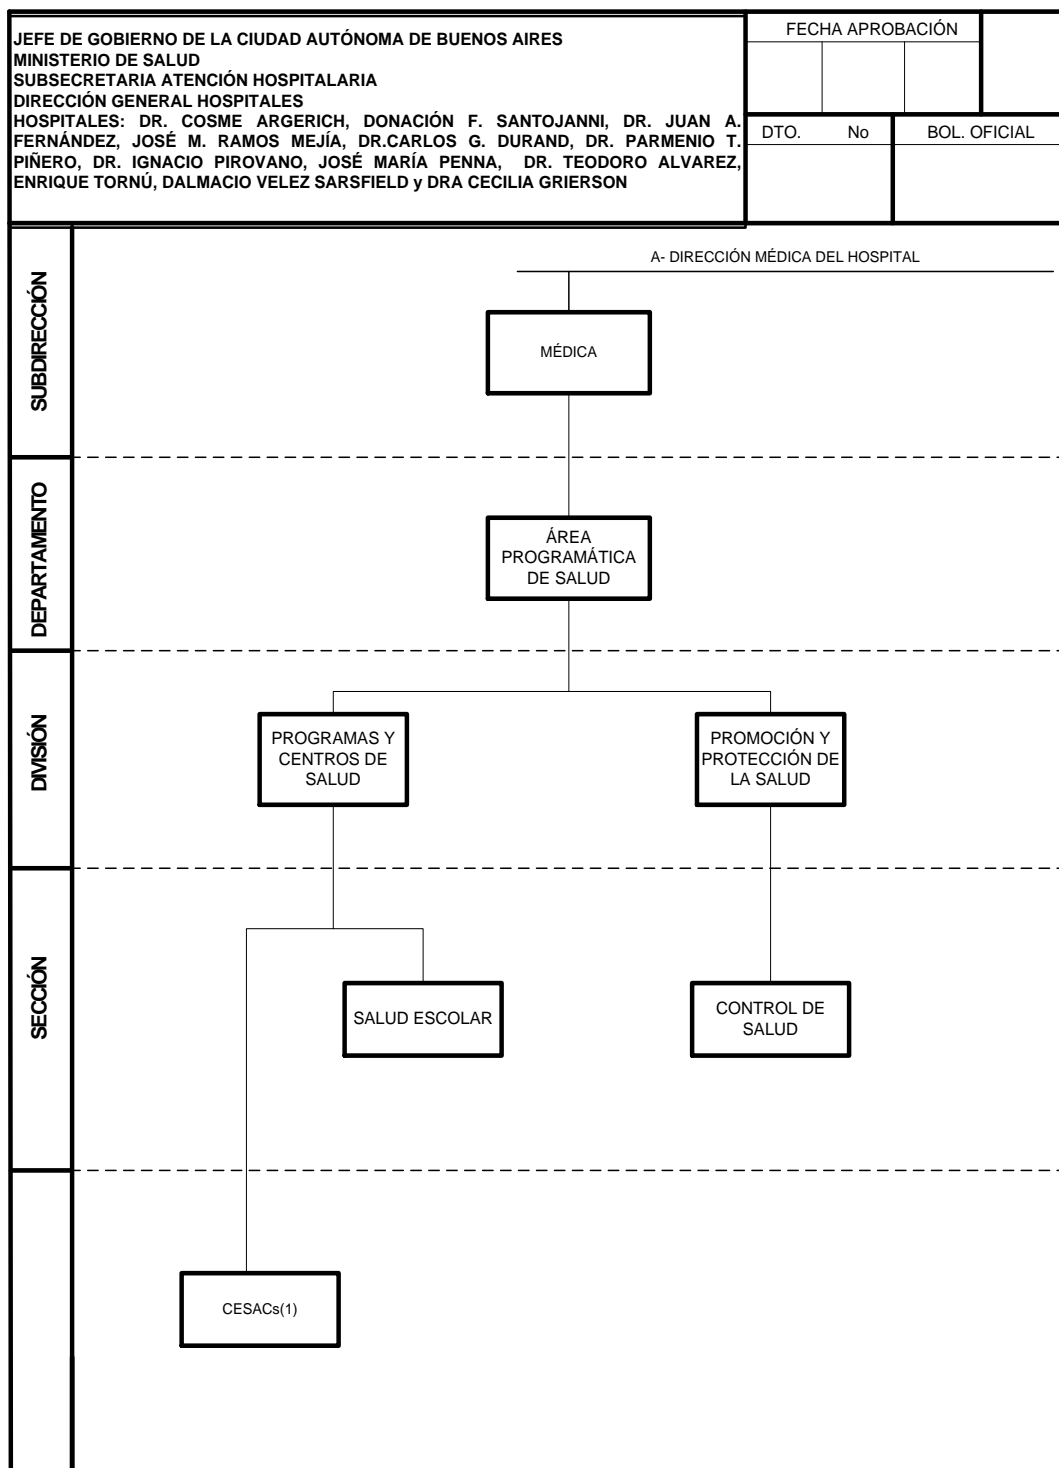 JEFE DE GOBIERNO DE LA CIUDAD AUTÓNOMA DE BUENOS AIRES
MINISTERIO DE SALUD
SUBSECRETARIA ATENCIÓN HOSPITALARIA
DIRECCIÓN GENERAL HOSPITALES
HOSPITALES: DR. COSME ARGERICH, DONACIÓN F. SANTOJANNI, DR. JUAN A.
FERNÁNDEZ, JOSÉ M. RAMOS MEJÍA, DR.CARLOS G. DURAND, DR. PARMENIO T.
PIÑERO, DR. IGNACIO PIROVANO, JOSÉ MARÍA PENNA, DR. TEODORO ALVAREZ,
ENRIQUE TORNÚ, DALMACIO VELEZ SARSFIELD y DRA CECILIA GRIERSON
FECHA APROBACIÓN
DTO. No
BOL. OFICIAL
SUBDIRECCIÓN
A- DIRECCIÓN MÉDICA DEL HOSPITAL
MÉDICA
DEPARTAMENTO
ÁREA
PROGRAMÁTICA
DE SALUD
DIVISIÓN
PROGRAMAS Y
CENTROS DE
SALUD
PROMOCIÓN Y
PROTECCIÓN DE
LA SALUD
SECCIÓN
SALUD ESCOLAR
CONTROL DE
SALUD
CESACs(1)